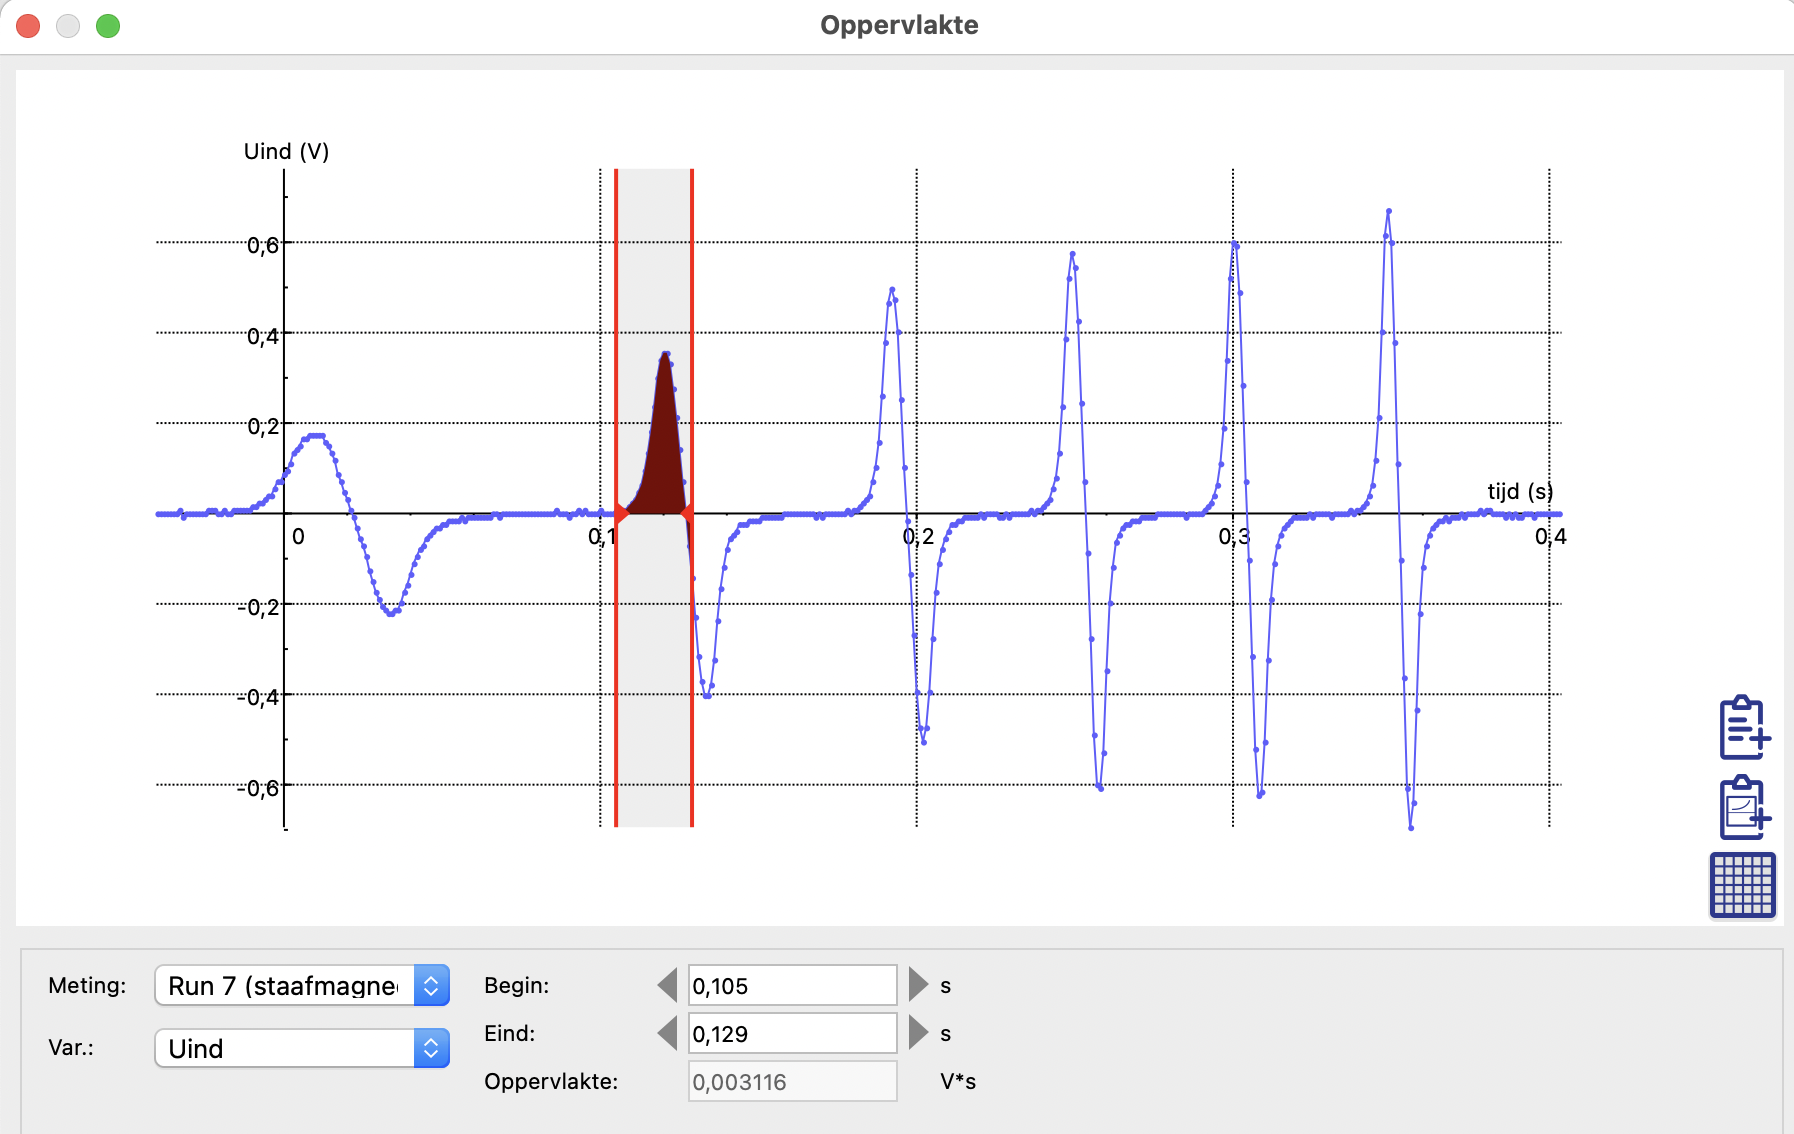 Oppervlakte
Uind (V)
0,6
0,4
0,2
tijd (s)
0
0,1
0,2
0,3
0,4
-0,2
-0,4
-0,6
Meting:
Run 7 (staafmagne
Begin:
0,105
s
Var.:
Uind
Eind:
0,129
s
Oppervlakte:
0,003116
V*s